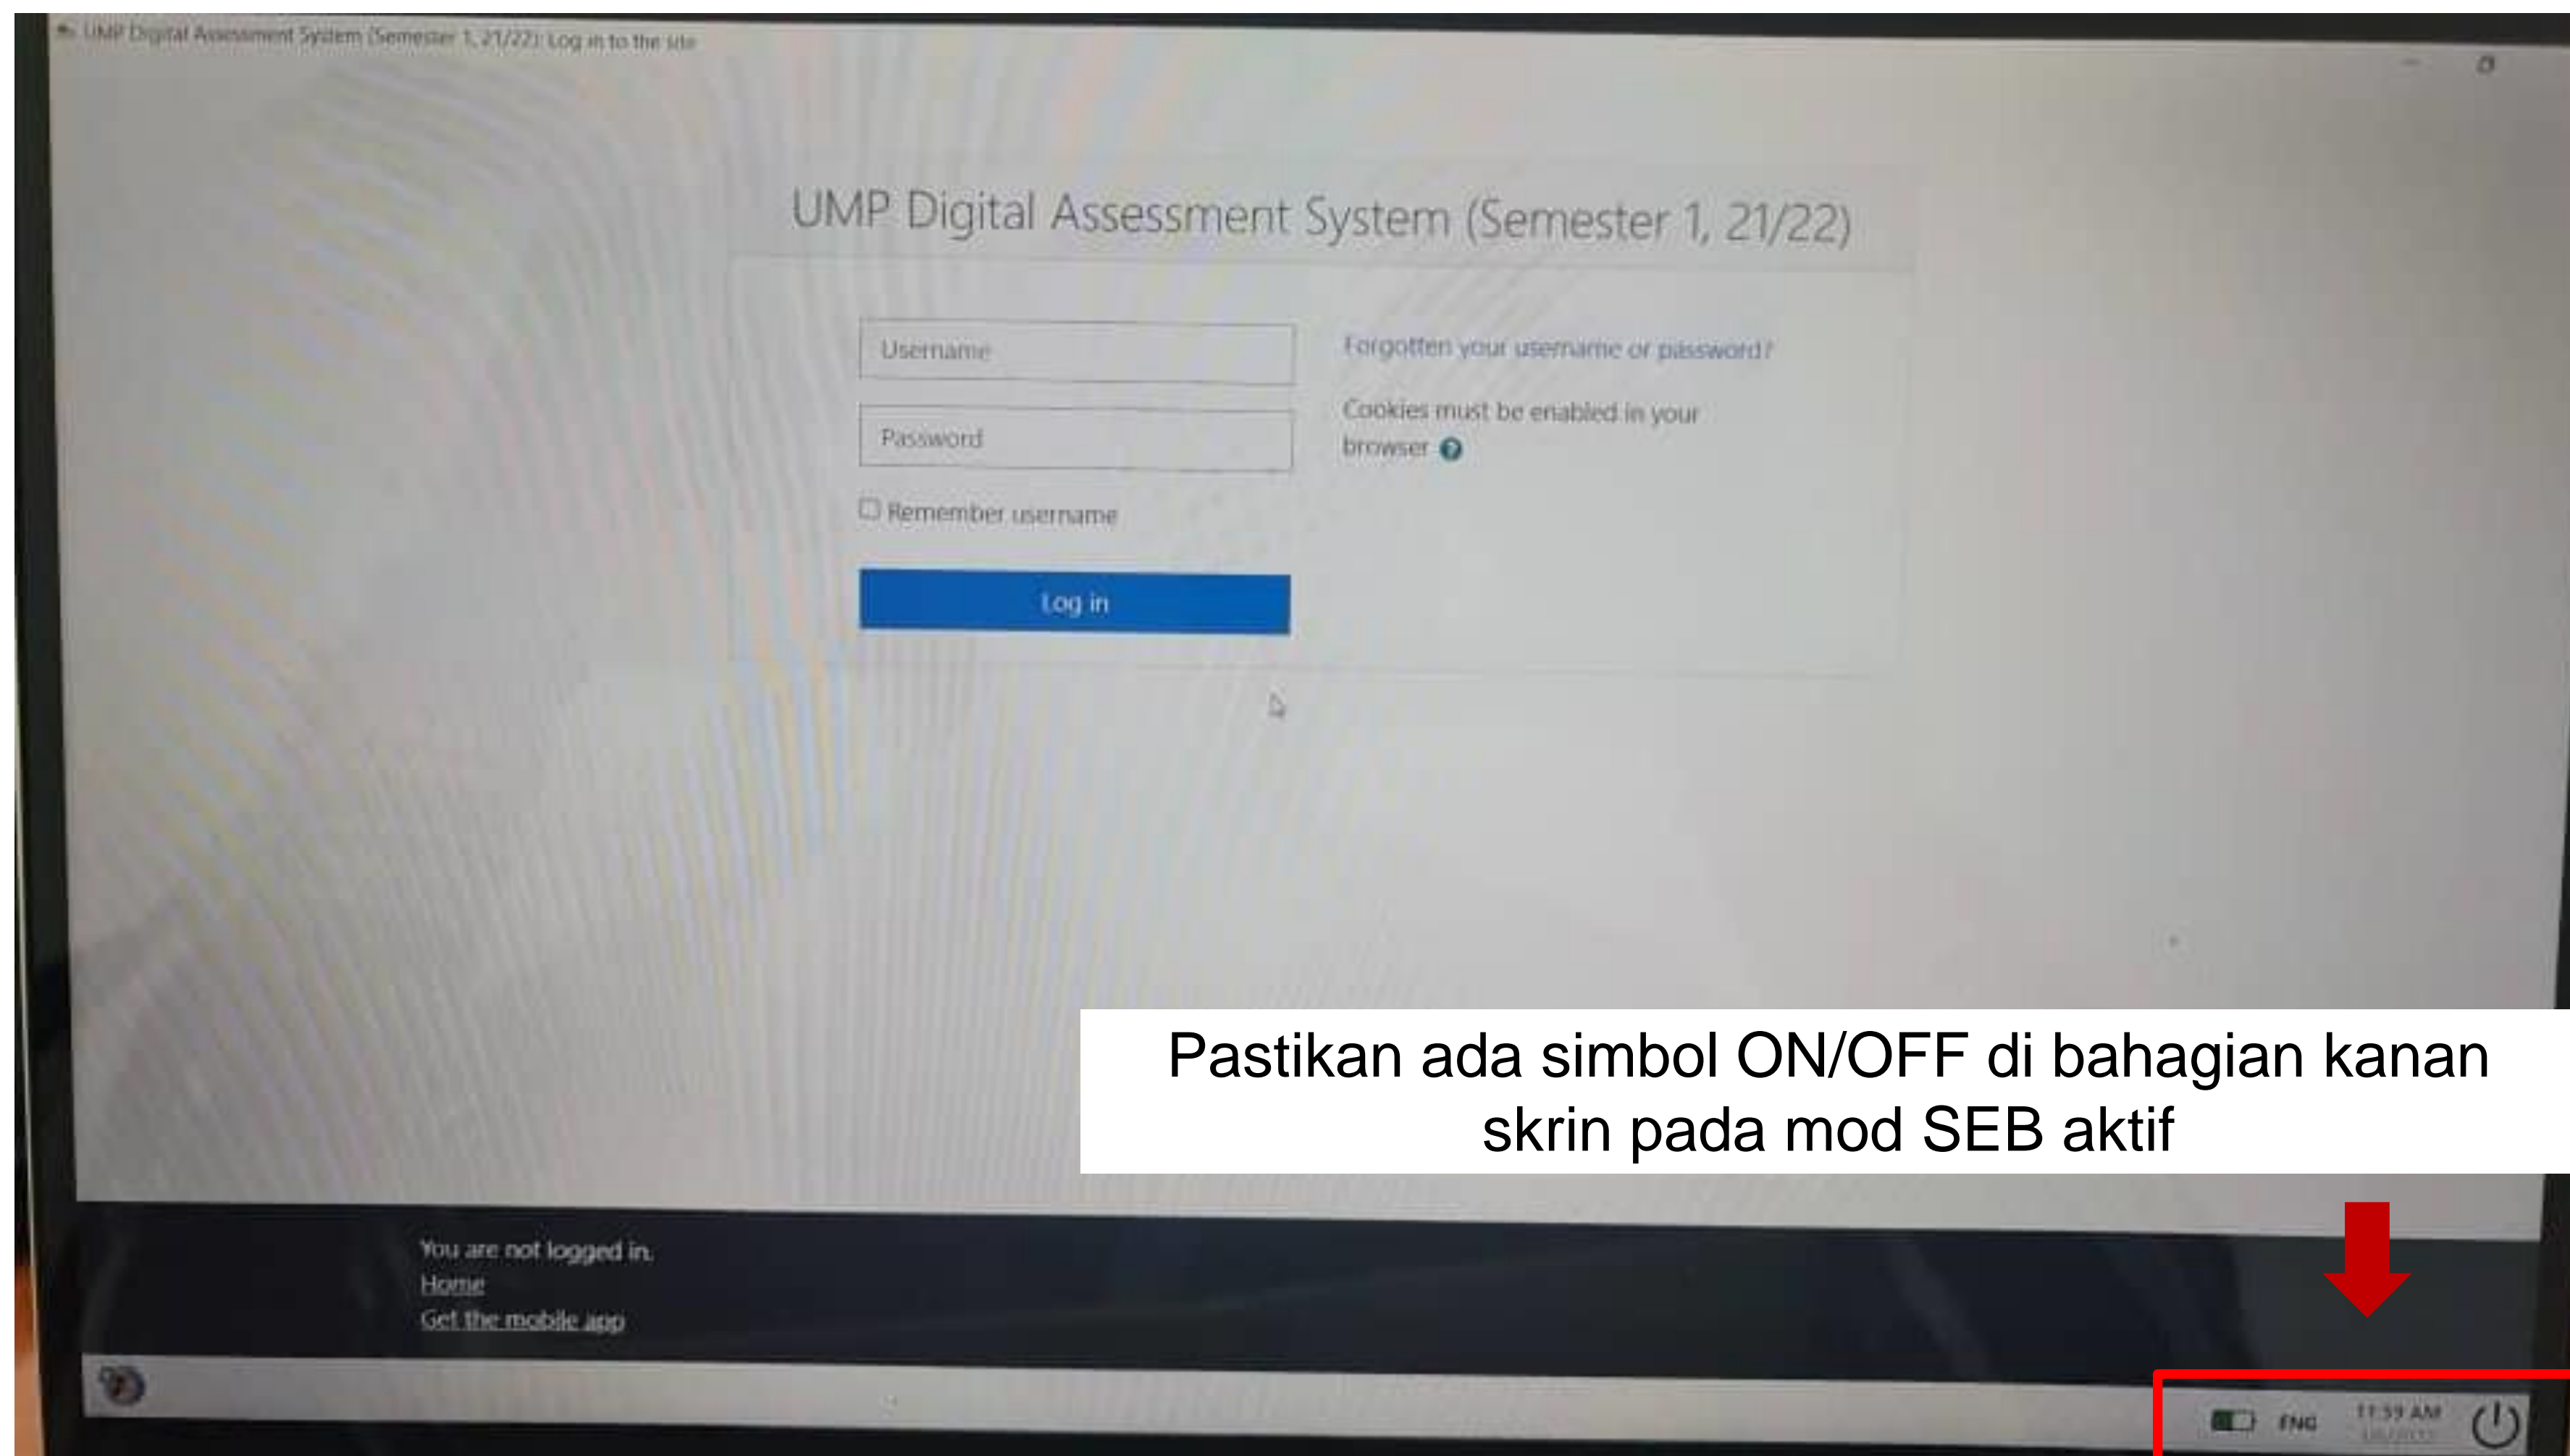 UMP Digital Assessment System (Semester 1, 21/22): Log in to the site
UMP Digital Assessment System (Semester 1, 21/22)
Username
Forgotten your username or password?
Password
Cookies must be enabled in your
browser
Remember username
Log in
Pastikan ada simbol ON/OFF di bahagian kanan
skrin pada mod SEB aktif
You are not logged in.
Home
Get the mobile app
ENG
11:59 AM